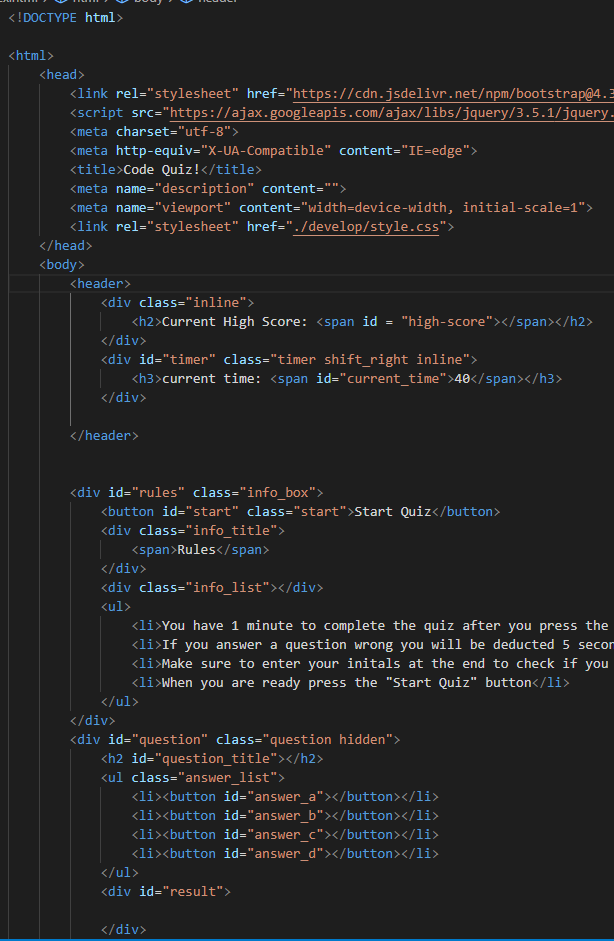 <!DOCTYPE html>
<html>
<head>
<link rel="stylesheet" href="https://cdn.jsdelivr.net/npm/bootstrap@4.3
<script src="https://ajax.googleapis.com/ajax/libs/jquery/3.5.1/jquery.
<meta charset="utf-8">
<meta http-equiv="X-UA-Compatible" content="IE=edge">
<title>Code Quiz!</title>
<meta name="description" content="">
<meta name="viewport" content="width=device-width, initial-scale=1">
<link rel="stylesheet" href="./develop/style.css">
</head>
<body>
<header>
<div class="inline">
<h2>Current High Score: <span id = "high-score"></span></h2>
</div>
<div id="timer" class="timer shift_right inline">
<h3>current time: <span id="current_time">40</span></h3>
</div>
</header>
<div id="rules" class="info_box">
<button id="start" class="start">Start Quiz</button>
<div class="info_title">
<span>Rules</span>
</div>
<div class="info_list"></div>
<ul>
<li>You have 1 minute to complete the quiz after you press the
<li>If you answer a question wrong you will be deducted 5 secon
<li>Make sure to enter your initals at the end to check if you
<li>When you are ready press the "Start Quiz" button</li>
</ul>
</div>
<div id="question" class="question hidden">
<h2 id="question_title"></h2>
<ul class="answer_list">
<li><button id="answer_a"></button></li>
<li><button id="answer_b"></button></li>
<li><button id="answer_c"></button></li>
<li><button id="answer_d"></button></li>
</ul>
<div id="result">
</div>